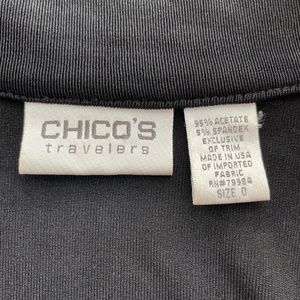 CHICO'S
travelers
95% ACETATE
5% SPANDEX
EXCLUSIVE
OF TRIM
MADE IN USA
OF IMPORTED
FABRIC
RN#79984
SIZE 0